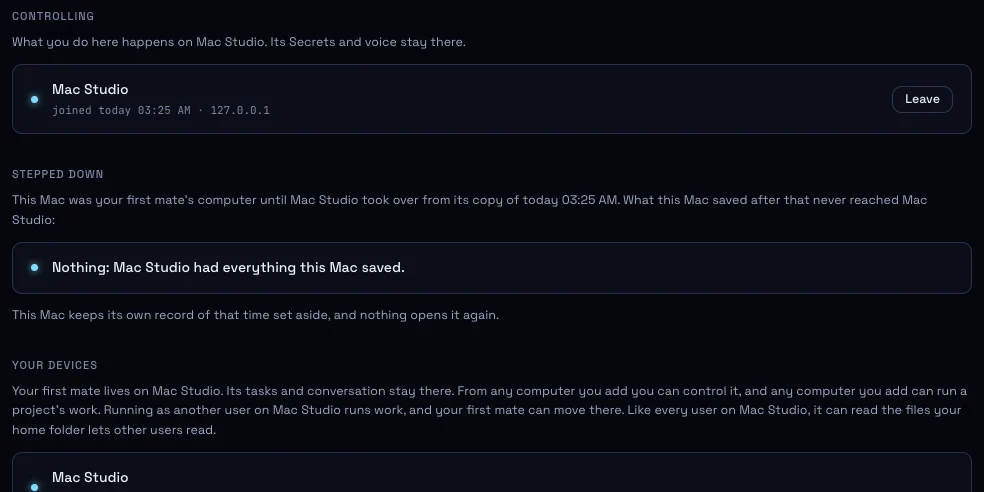 CONTROLLING
What you do here happens on Mac Studio. Its Secrets and voice stay there.
Mac Studio
joined today 03:25 AM · 127.0.0.1
Leave
STEPPED DOWN
This Mac was your first mate's computer until Mac Studio took over from its copy of today 03:25 AM. What this Mac saved after that never reached Mac
Studio:
Nothing: Mac Studio had everything this Mac saved.
This Mac keeps its own record of that time set aside, and nothing opens it again.
YOUR DEVICES
Your first mate lives on Mac Studio. Its tasks and conversation stay there. From any computer you add you can control it, and any computer you add can run a
project's work. Running as another user on Mac Studio runs work, and your first mate can move there. Like every user on Mac Studio, it can read the files your
home folder lets other users read.
Mac Studio